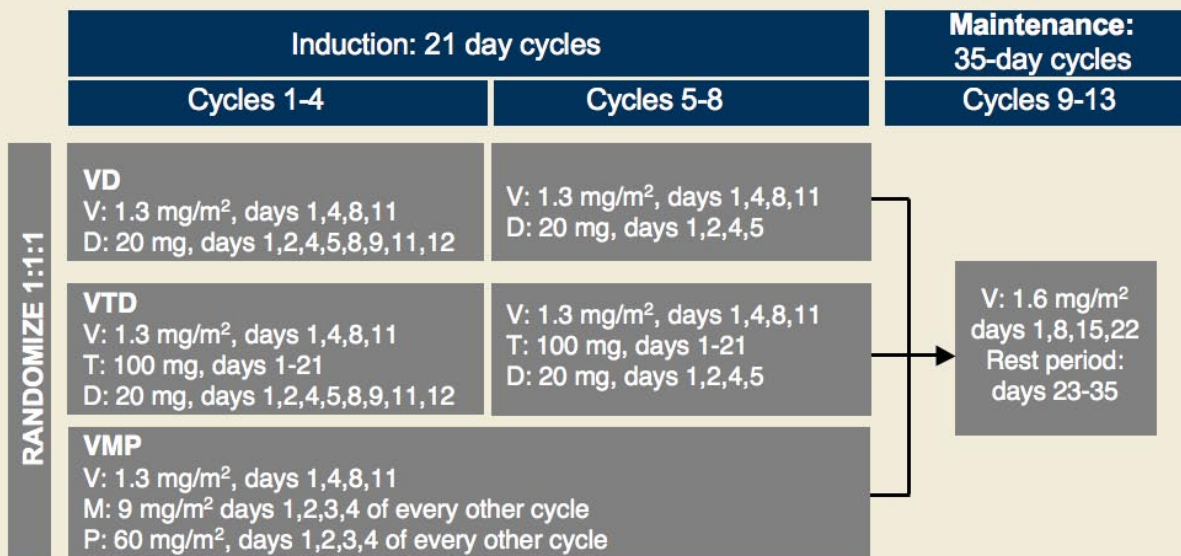 Induction: 21 day cycles
Maintenance:
35-day cycles
Cycles 1-4
Cycles 5-8
Cycles 9-13
RANDOMIZE 1:1:1
VD
V: 1.3 mg/m², days 1,4,8,11
D: 20 mg, days 1,2,4,5,8,9,11,12
V: 1.3 mg/m², days 1,4,8,11
D: 20 mg, days 1,2,4,5
VTD
V: 1.3 mg/m², days 1,4,8,11
T: 100 mg, days 1-21
D: 20 mg, days 1,2,4,5,8,9,11,12
V: 1.3 mg/m², days 1,4,8,11
T: 100 mg, days 1-21
D: 20 mg, days 1,2,4,5
VMP
V: 1.3 mg/m², days 1,4,8,11
M: 9 mg/m² days 1,2,3,4 of every other cycle
P: 60 mg/m², days 1,2,3,4 of every other cycle
V: 1.6 mg/m²
days 1,8,15,22
Rest period:
days 23-35